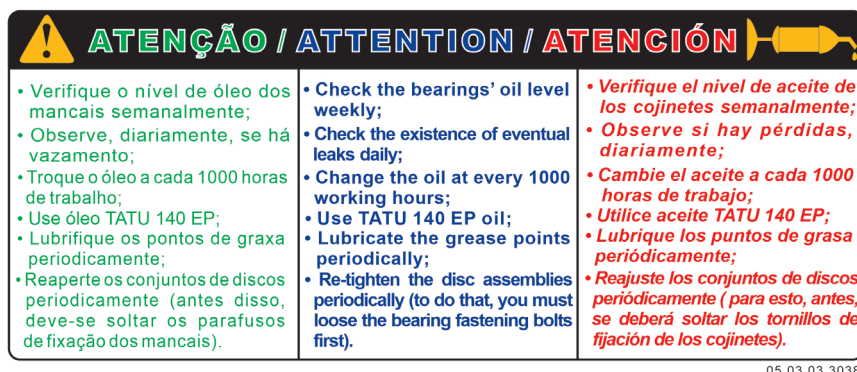 ATENÇÃO / ATTENTION / ATENCIÓN
• Verifique o nível de óleo dos
mancais semanalmente;
• Observe, diariamente, se há
vazamento;
• Troque o óleo a cada 1000 horas
de trabalho;
• Use óleo TATU 140 EP;
• Lubrifique os pontos de graxa
periodicamente;
• Reaperte os conjuntos de discos
periodicamente (antes disso,
deve-se soltar os parafusos
de fixação dos mancais).
• Check the bearings' oil level
weekly;
• Check the existence of eventual
leaks daily;
• Change the oil at every 1000
working hours;
• Use TATU 140 EP oil;
• Lubricate the grease points
periodically;
• Re-tighten the disc assemblies
periodically (to do that, you must
loose the bearing fastening bolts
first).
• Verifique el nivel de aceite de
los cojinetes semanalmente;
• Observe si hay pérdidas,
diariamente;
• Cambie el aceite a cada 1000
horas de trabajo;
• Utilice aceite TATU 140 EP;
• Lubrique los puntos de grasa
periódicamente;
• Reajuste los conjuntos de discos
periódicamente ( para esto, antes,
se deberá soltar los tornillos de
fijación de los cojinetes).
05.03.03.3038